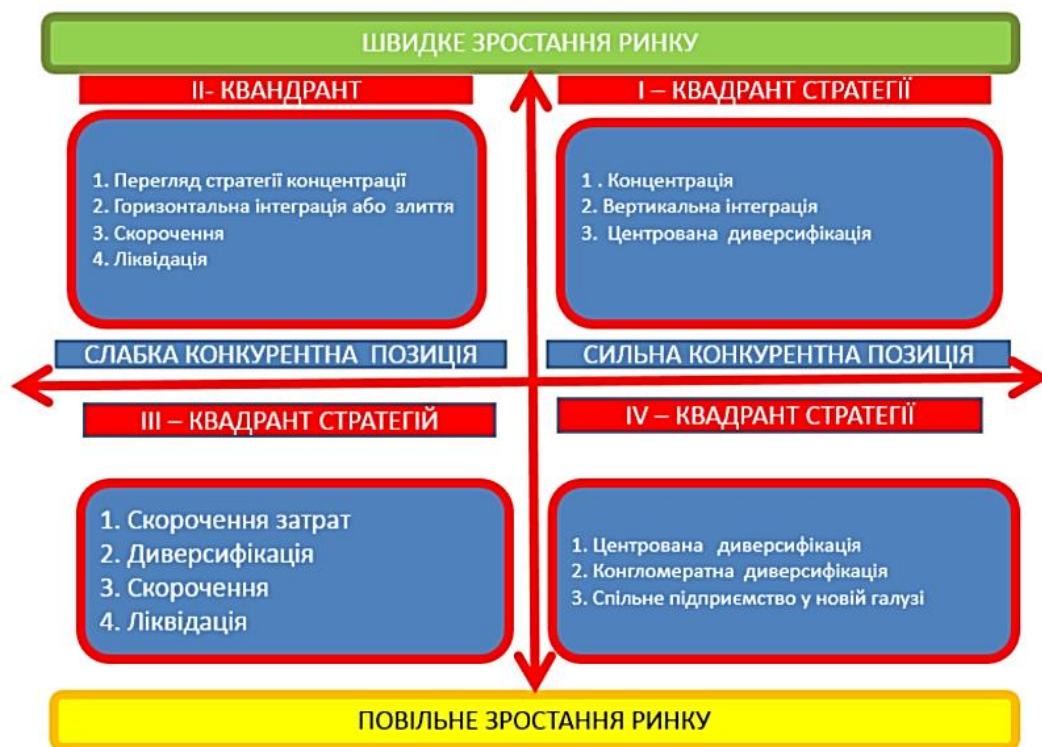 ШВИДКЕ ЗРОСТАННЯ РИНКУ
II- КВАНДРАНТ
1. Перегляд стратегії концентрації
2. Горизонтальна інтеграція або злиття
3. Скорочення
4. Ліквідація
I – КВАДРАНТ СТРАТЕГІЇ
1 . Концентрація
2. Вертикальна інтеграція
3. Центрована диверсифікація
СЛАБКА КОНКУРЕНТНА ПОЗИЦІЯ
СИЛЬНА КОНКУРЕНТНА ПОЗИЦІЯ
III – КВАДРАНТ СТРАТЕГІЙ
1. Скорочення затрат
2. Диверсифікація
3. Скорочення
4. Ліквідація
IV – КВАДРАНТ СТРАТЕГІЇ
1. Центрована диверсифікація
2. Конгломератна диверсифікація
3. Спільне підприємство у новій галузі
ПОВІЛЬНЕ ЗРОСТАННЯ РИНКУ